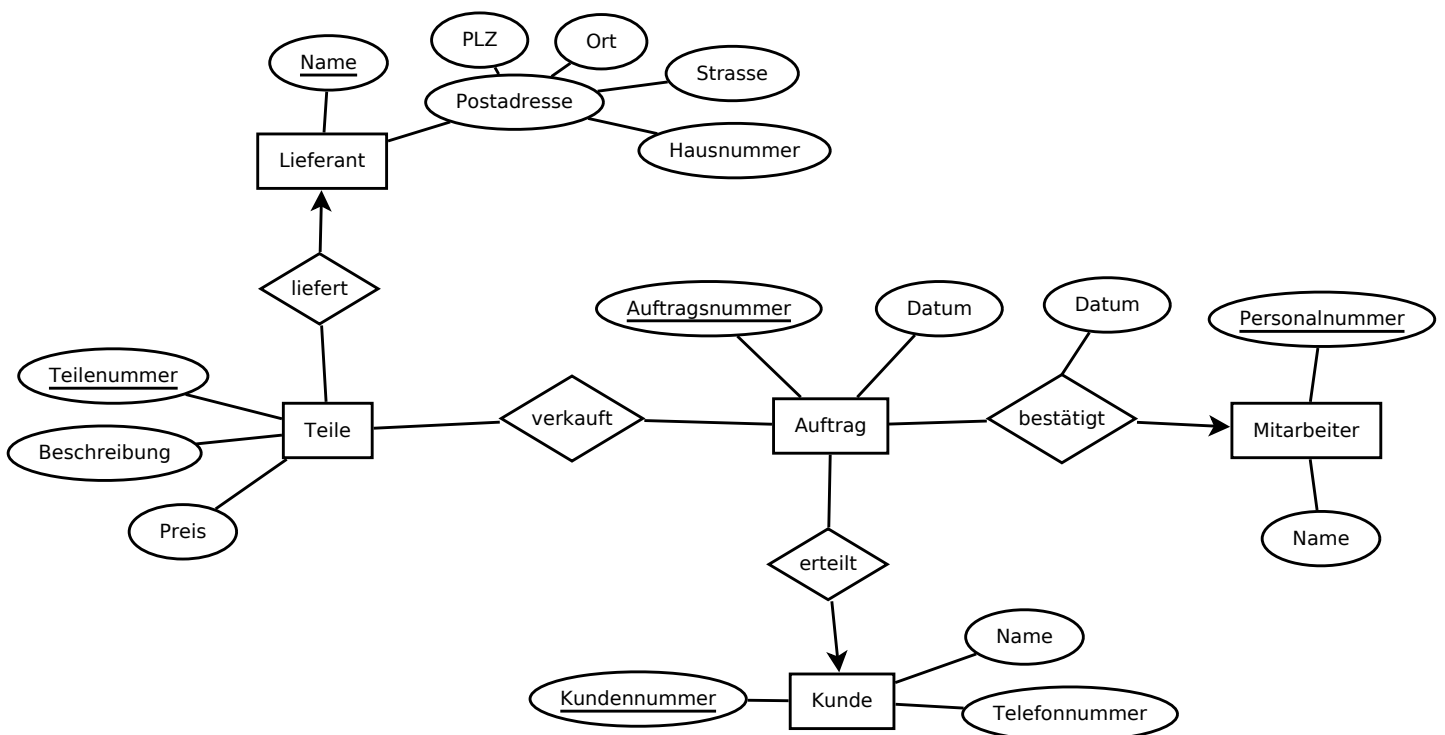 PLZ
Ort
Name
Strasse
Postadresse
Hausnummer
Lieferant
liefert
Auftragsnummer
Datum
Datum
Personalnummer
Teilenummer
verkauft
bestätigt
Auftrag
Teile
Mitarbeiter
Beschreibung
Preis
Name
erteilt
Name
Kundennummer
Kunde
Telefonnummer